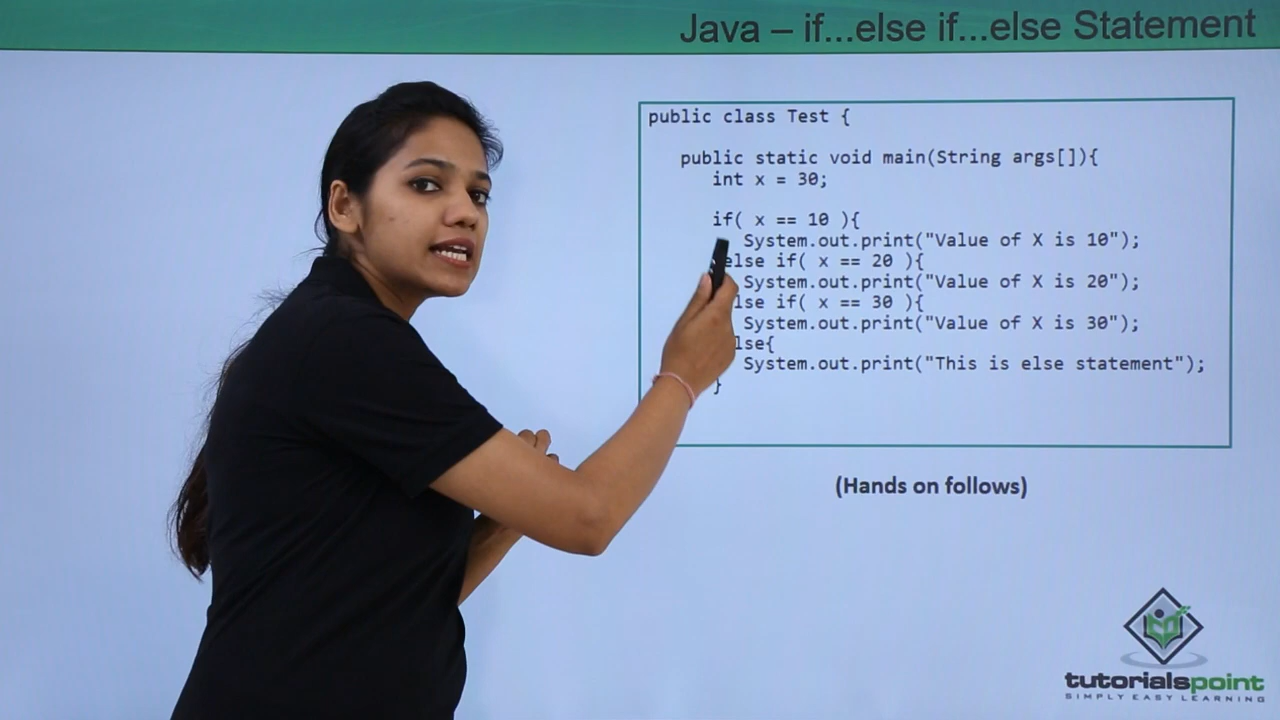 Java – if...else if...else Statement
public class Test {
public static void main(String args[]){
int x = 30;
if( x == 10 ){
System.out.print("Value of X is 10");
else if( x == 20 ){
System.out.print("Value of X is 20");
lse if( x == 30 ){
System.out.print("Value of X is 30");
lse{
System.out.print("This is else statement");
}
(Hands on follows)
tutorialspoint
SIMPLY EASY LEARNING